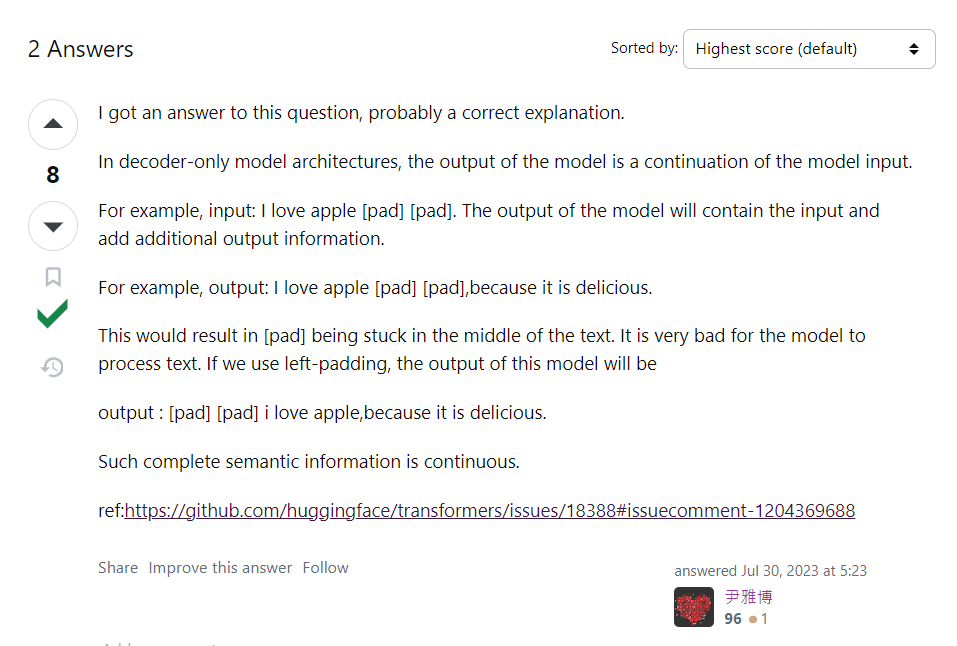 2 Answers
Sorted by:
Highest score (default)
I got an answer to this question, probably a correct explanation.
In decoder-only model architectures, the output of the model is a continuation of the model input.
8
For example, input: I love apple [pad] [pad]. The output of the model will contain the input and
add additional output information.
For example, output: I love apple [pad] [pad],because it is delicious.
This would result in [pad] being stuck in the middle of the text. It is very bad for the model to
process text. If we use left-padding, the output of this model will be
output : [pad] [pad] i love apple,because it is delicious.
Such complete semantic information is continuous.
ref:https://github.com/huggingface/transformers/issues/18388#issuecomment-1204369688
Share Improve this answer Follow
answered Jul 30, 2023 at 5:23
尹雅博
96 1